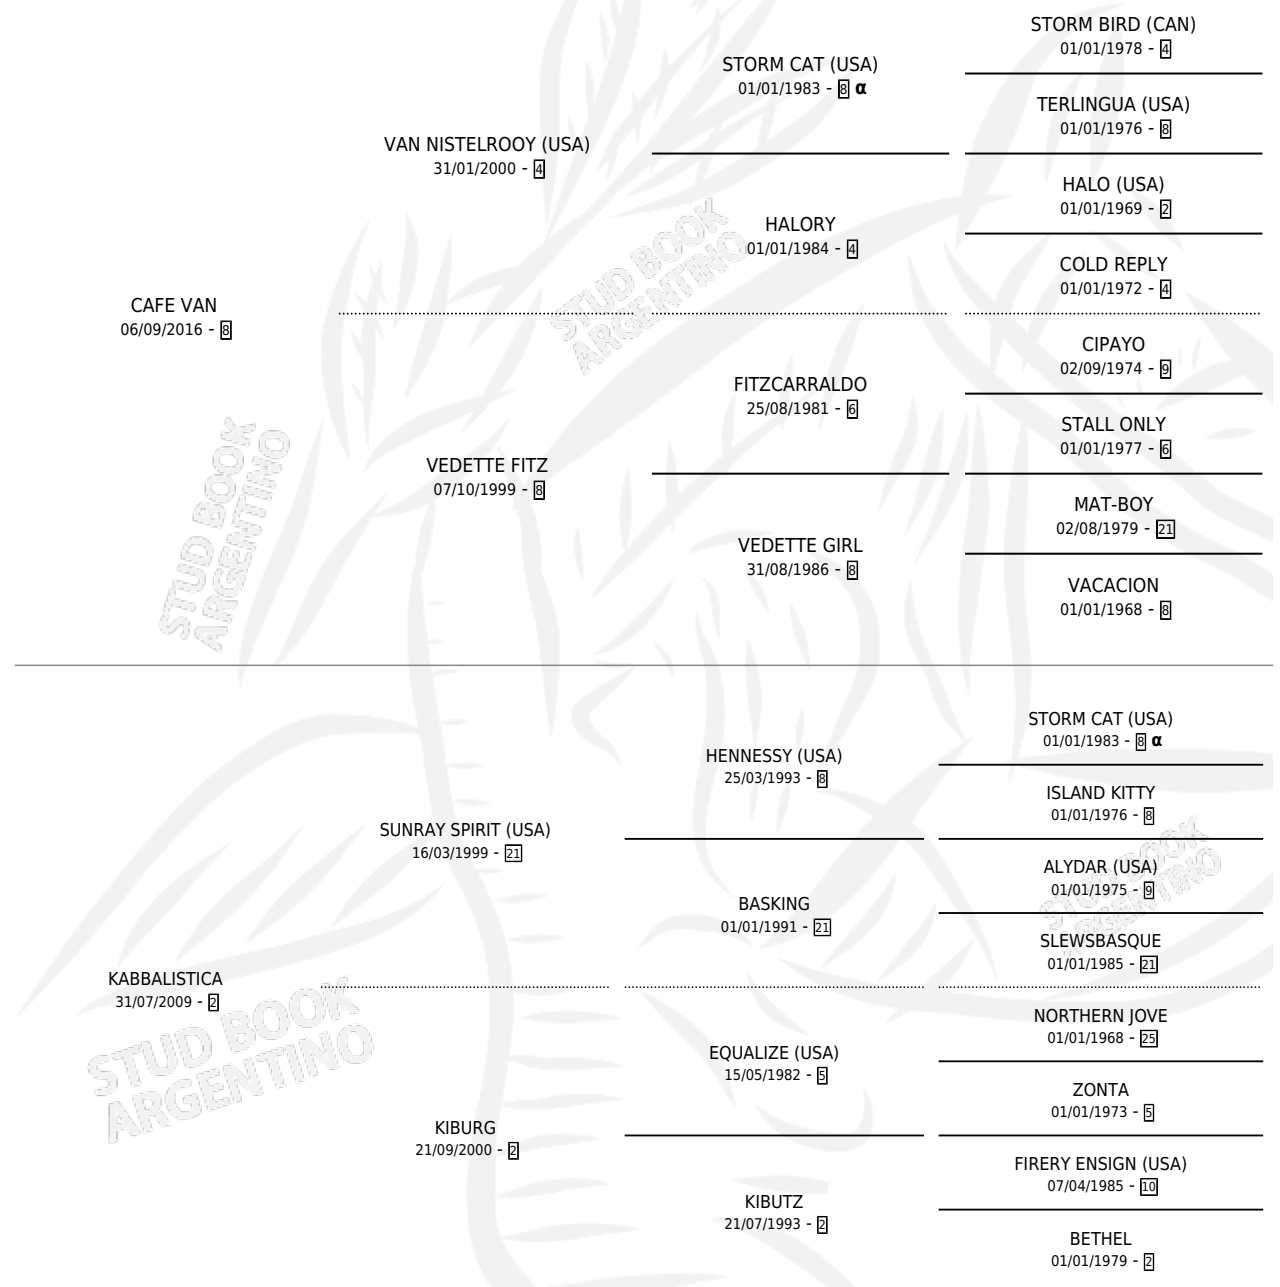 STORM BIRD (CAN)
01/01/1978 - 4
STORM CAT (USA)
01/01/1983 - 8 α
TERLINGUA (USA)
01/01/1976 - 8
VAN NISTELROOY (USA)
31/01/2000 - 4
HALO (USA)
01/01/1969 - 2
HALORY
01/01/1984 - 4
COLD REPLY
01/01/1972 - 4
CAFE VAN
06/09/2016 - 8
CIPAYO
02/09/1974 - 9
FITZCARRALDO
25/08/1981 - 6
STALL ONLY
01/01/1977 - 6
VEDETTE FITZ
07/10/1999 - 8
MAT-BOY
02/08/1979 - 21
VEDETTE GIRL
31/08/1986 - 8
VACACION
01/01/1968 - 8
STORM CAT (USA)
01/01/1983 - 8 α
HENNESSY (USA)
25/03/1993 - 8
ISLAND KITTY
01/01/1976 - 8
SUNRAY SPIRIT (USA)
16/03/1999 - 21
ALYDAR (USA)
01/01/1975 - 9
BASKING
01/01/1991 - 21
SLEWSBASQUE
01/01/1985 - 21
KABBALISTICA
31/07/2009 - 2
NORTHERN JOVE
01/01/1968 - 25
EQUALIZE (USA)
15/05/1982 - 5
ZONTA
01/01/1973 - 5
KIBURG
21/09/2000 - 2
FIRERY ENSIGN (USA)
07/04/1985 - 10
KIBUTZ
21/07/1993 - 2
BETHEL
01/01/1979 - 2
STUD BOOK
ARGENTINO
STUD BOOK
ARGENTINO
STUD BOOK
ARGENTINO
STUD BOOK
ARGENTINO